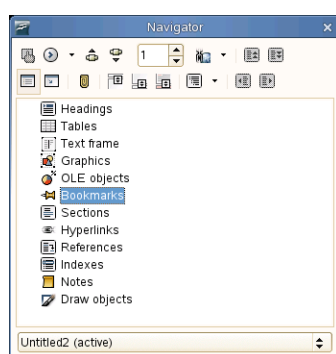 Navigator
1
Headings
Tables
Text frame
Graphics
OLE objects
Bookmarks
Sections
Hyperlinks
References
Indexes
Notes
Draw objects
Untitled2 (active)